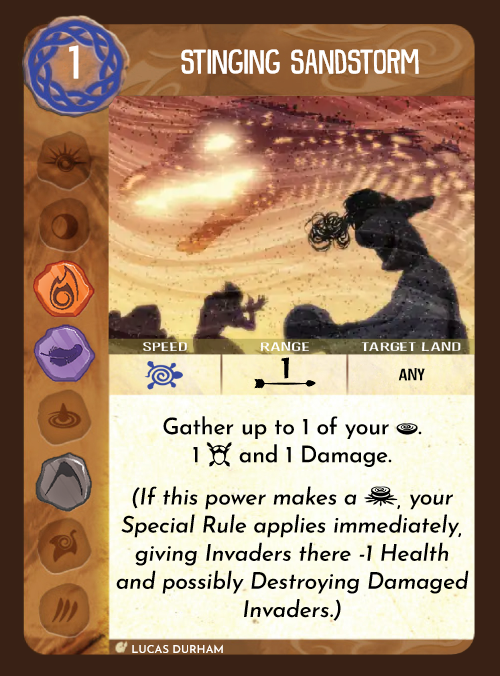 1
STINGING SANDSTORM
SPEED RANGE TARGET LAND
1
ANY
Gather up to 1 of your .
1 and 1 Damage.
(If this power makes a , your
Special Rule applies immediately,
giving Invaders there -1 Health
and possibly Destroying Damaged
Invaders.)
LUCAS DURHAM